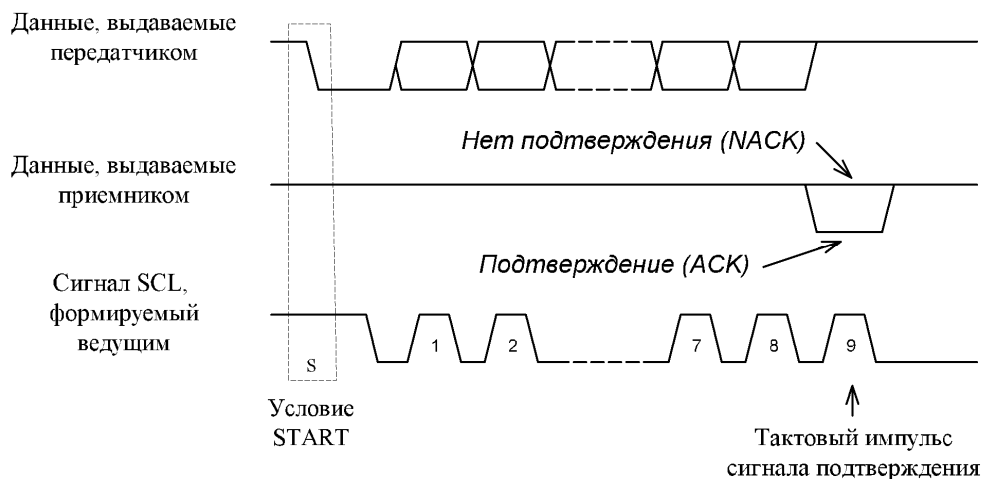 Данные, выдаваемые
передатчиком
Нет подтверждения (NACK)
Данные, выдаваемые
приемником
Подтверждение (ACK)
Сигнал SCL,
формируемый
ведущим
S
1
2
7
8
9
Условие
START
Тактовый импульс
сигнала подтверждения